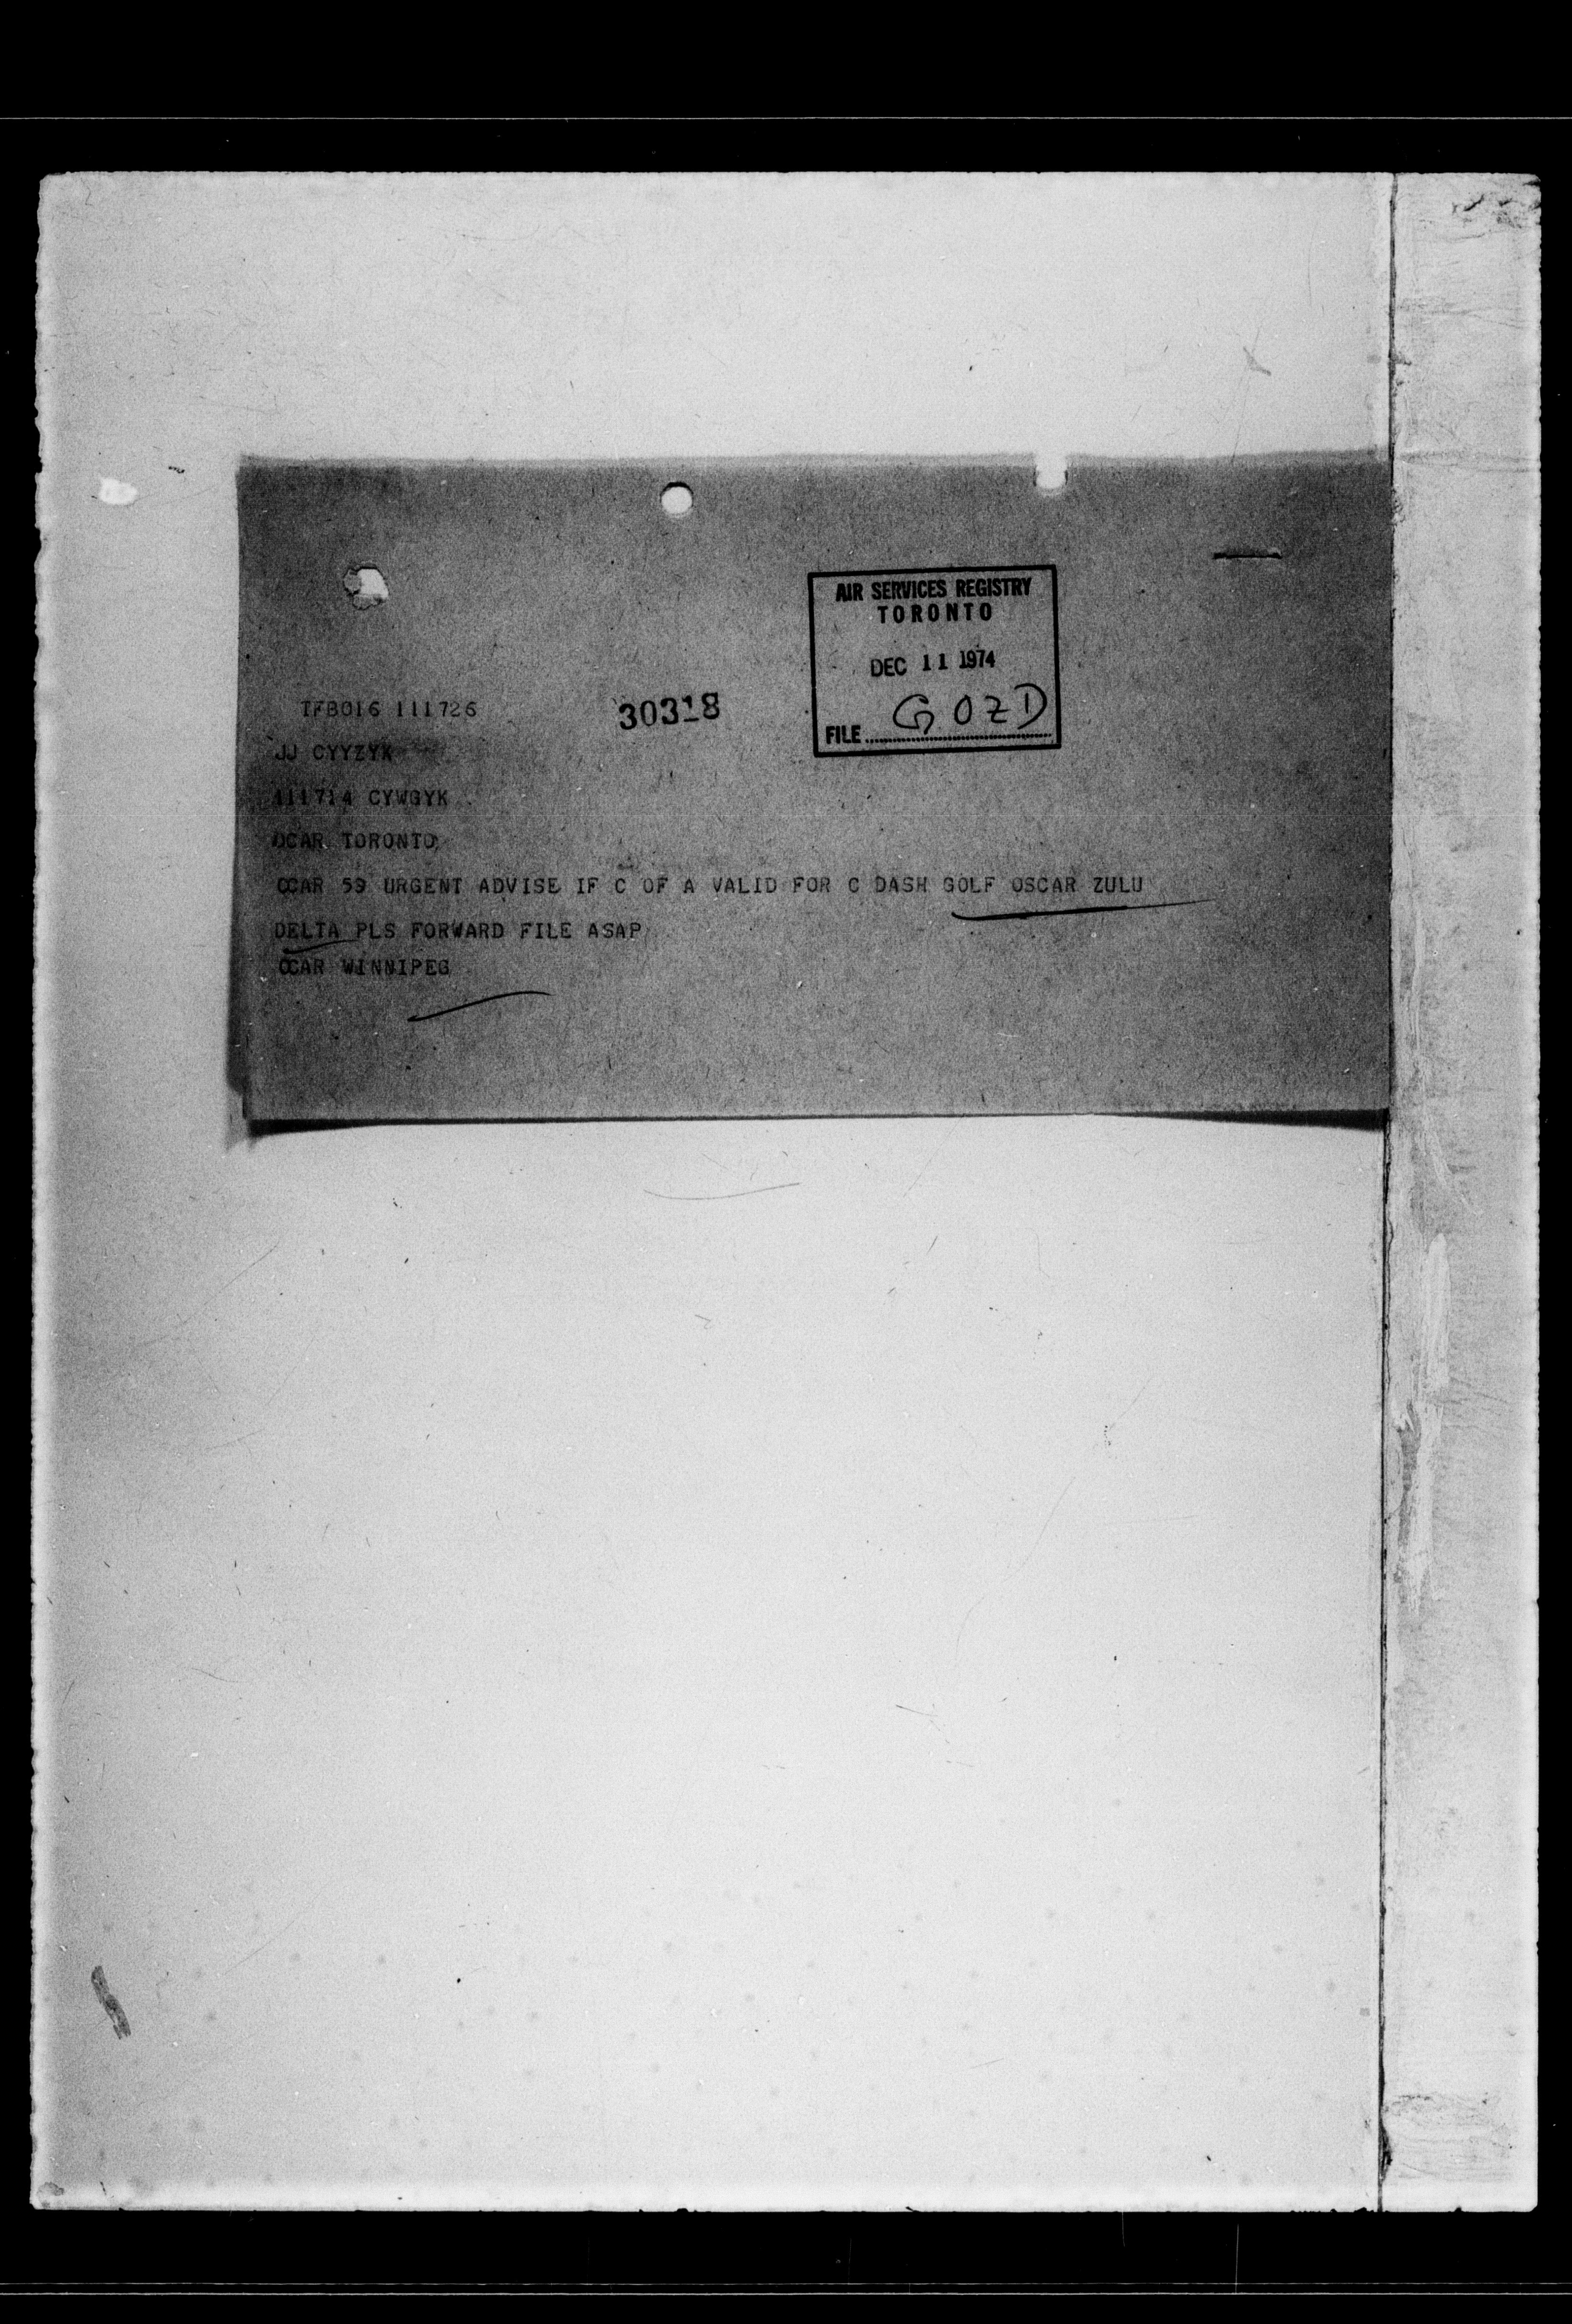 AIR SERVICES REGISTRY
TORONTO
DEC 11 1974
FILE GOZD
30318
TFB016 111726
JJ CYYZYK
111714 CYWGYK
OCAR TORONTO
OCAR 59 URGENT ADVISE IF C OF A VALID FOR C DASH GOLF OSCAR ZULU
DELTA PLS FORWARD FILE ASAP
OCAR WINNIPEG